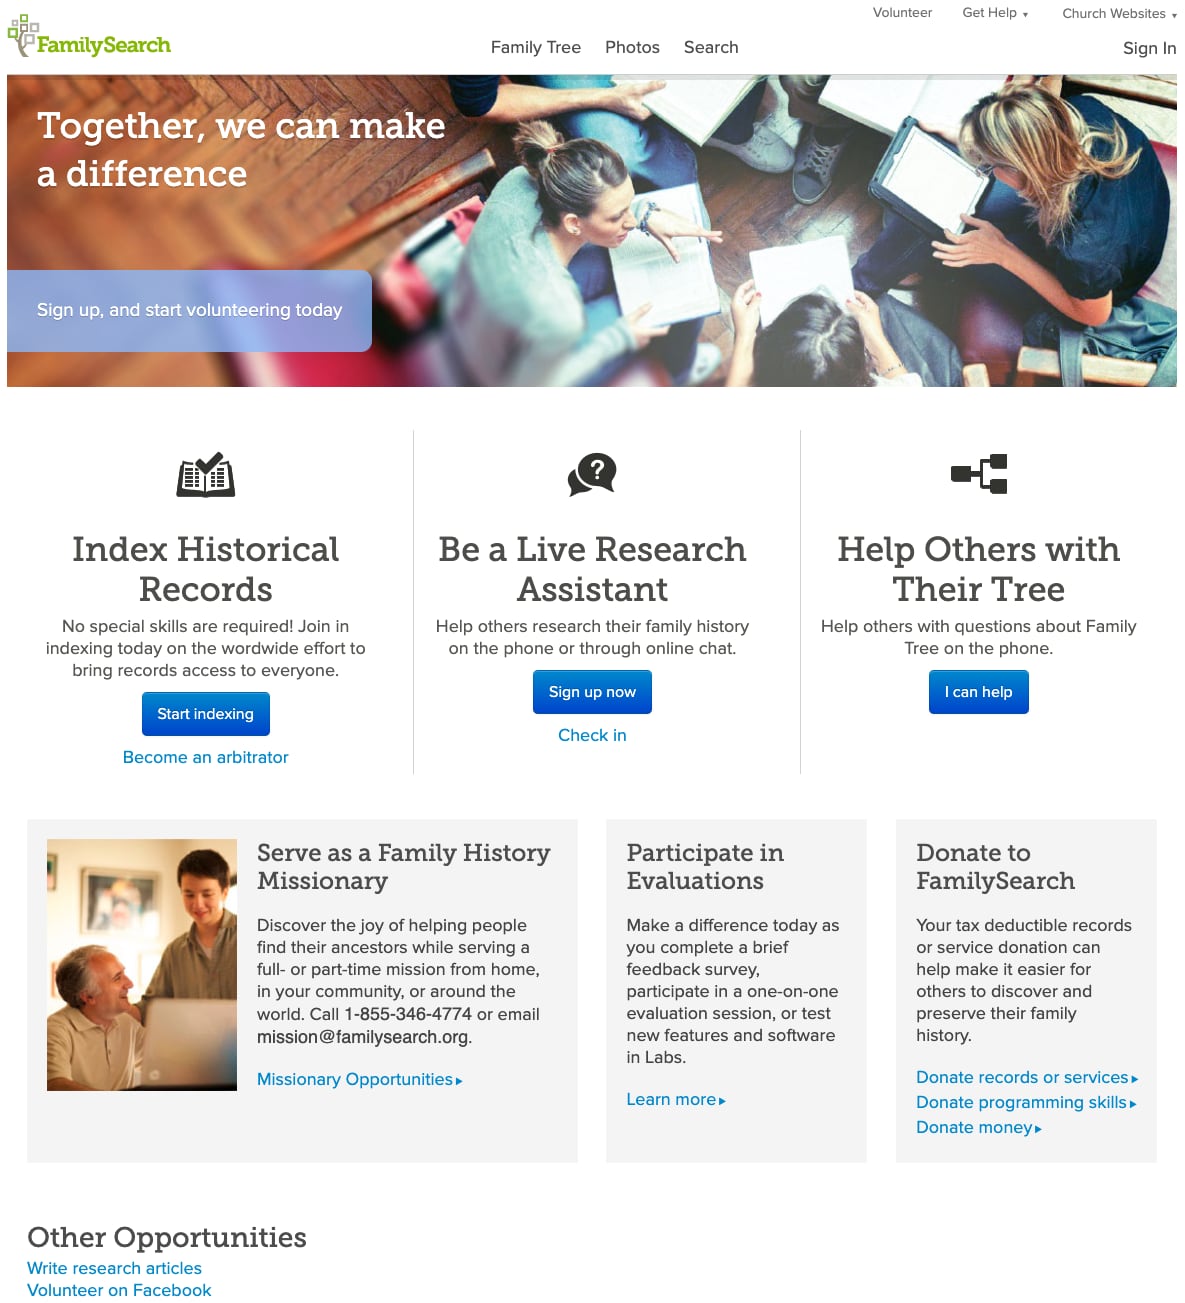 Volunteer
Get Help
Church Websites
FamilySearch
Family Tree
Photos
Search
Sign In
Together, we can make
a difference
Sign up, and start volunteering today
Index Historical
Records
No special skills are required! Join in
indexing today on the wordwide effort to
bring records access to everyone.
Start indexing
Become an arbitrator
Be a Live Research
Assistant
Help others research their family history
on the phone or through online chat.
Sign up now
Check in
Help Others with
Their Tree
Help others with questions about Family
Tree on the phone.
I can help
Serve as a Family History
Missionary
Discover the joy of helping people
find their ancestors while serving a
full- or part-time mission from home,
in your community, or around the
world. Call 1-855-346-4774 or email
mission@familysearch.org.
Missionary Opportunities
Participate in
Evaluations
Make a difference today as
you complete a brief
feedback survey,
participate in a one-on-one
evaluation session, or test
new features and software
in Labs.
Learn more
Donate to
FamilySearch
Your tax deductible records
or service donation can
help make it easier for
others to discover and
preserve their family
history.
Donate records or services
Donate programming skills
Donate money
Other Opportunities
Write research articles
Volunteer on Facebook